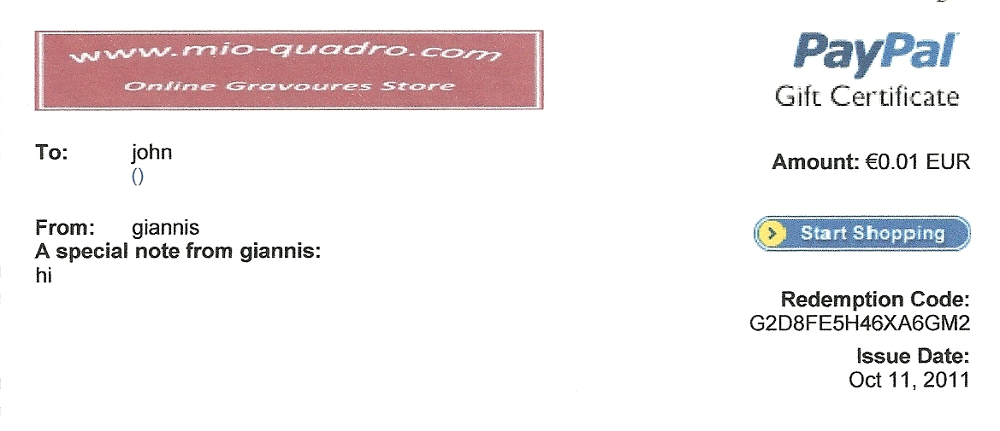 www.mio-quadro.com
Online Gravoures Store
PayPal
Gift Certificate
To: john
()
Amount: €0.01 EUR
From: giannis
A special note from giannis:
hi
Start Shopping
Redemption Code:
G2D8FE5H46XA6GM2
Issue Date:
Oct 11, 2011